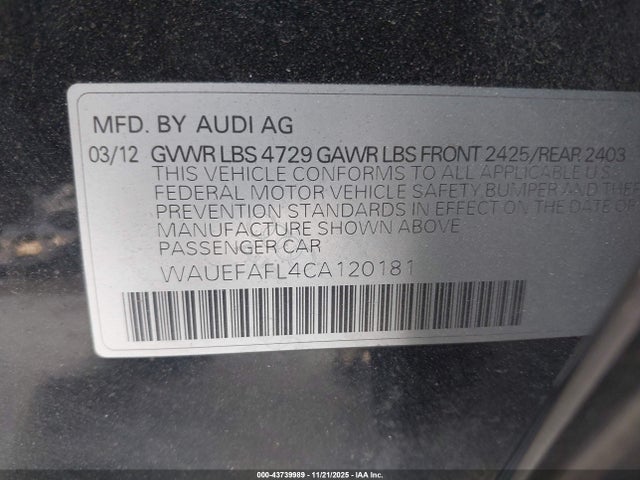 MFD. BY AUDI AG
03/12 GVWR LBS 4729 GAWR LBS FRONT 2425/REAR 2403
THIS VEHICLE CONFORMS TO ALL APPLICABLE U.S.
FEDERAL MOTOR VEHICLE SAFETY, BUMPER AND THE
PREVENTION STANDARDS IN EFFECT ON THE DATE OF
MANUFACTURE SHOWN ABOVE
PASSENGER CAR
WAUEFAFL4CA120181
000-43739989 - 11/21/2025 - IAA Inc.